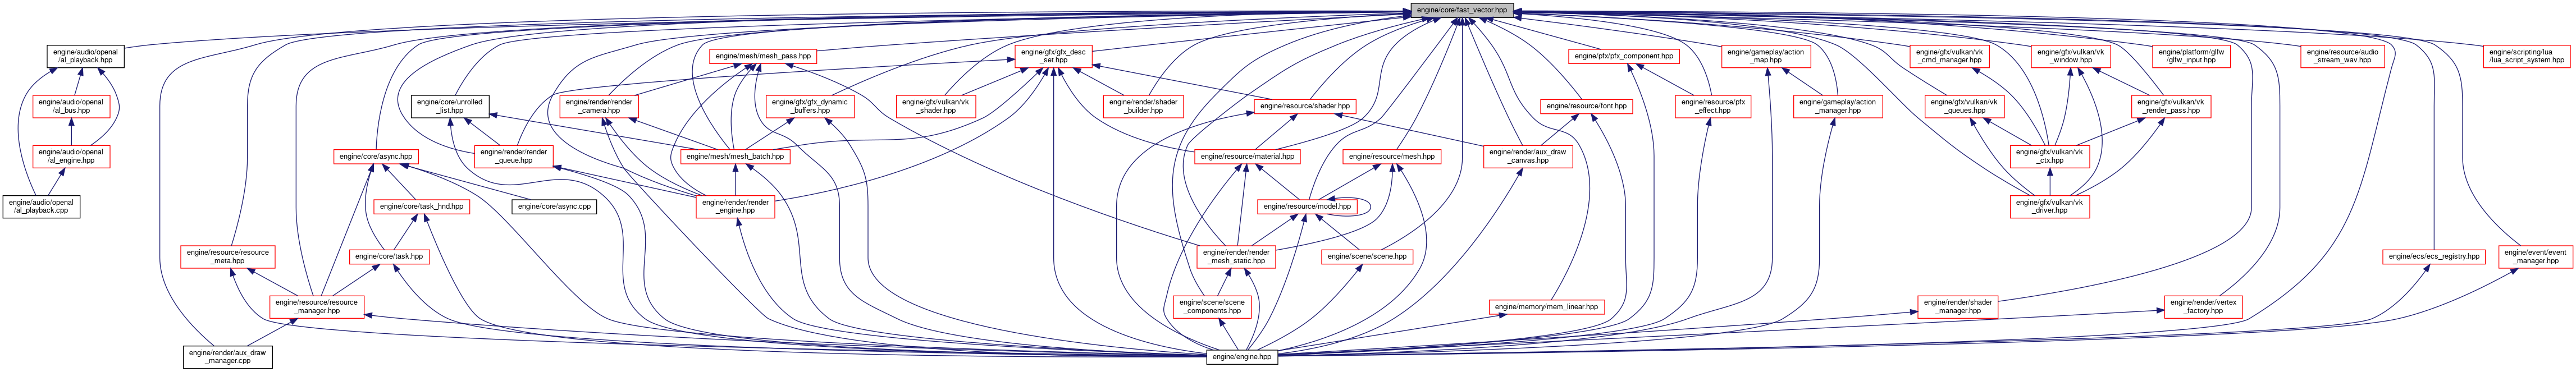 engine/core/fast_vector.hpp
engine/audio/openal
/al_playback.hpp
engine/mesh/mesh_pass.hpp
engine/gfx/gfx_desc
_set.hpp
engine/pfx/pfx_component.hpp
engine/gameplay/action
_map.hpp
engine/gfx/vulkan/vk
_cmd_manager.hpp
engine/gfx/vulkan/vk
_window.hpp
engine/platform/glfw
/glfw_input.hpp
engine/resource/audio
_stream_wav.hpp
engine/scripting/lua
/lua_script_system.hpp
engine/audio/openal
/al_bus.hpp
engine/core/unrolled
_list.hpp
engine/render/render
_camera.hpp
engine/gfx/gfx_dynamic
_buffers.hpp
engine/gfx/vulkan/vk
_shader.hpp
engine/render/shader
_builder.hpp
engine/resource/shader.hpp
engine/resource/font.hpp
engine/resource/pfx
_effect.hpp
engine/gameplay/action
_manager.hpp
engine/gfx/vulkan/vk
_queues.hpp
engine/gfx/vulkan/vk
_render_pass.hpp
engine/audio/openal
/al_engine.hpp
engine/core/async.hpp
engine/render/render
_queue.hpp
engine/mesh/mesh_batch.hpp
engine/resource/material.hpp
engine/resource/mesh.hpp
engine/render/aux_draw
_canvas.hpp
engine/gfx/vulkan/vk
_ctx.hpp
engine/audio/openal
/al_playback.cpp
engine/core/task_hnd.hpp
engine/core/async.cpp
engine/render/render
_engine.hpp
engine/resource/model.hpp
engine/gfx/vulkan/vk
_driver.hpp
engine/resource/resource
_meta.hpp
engine/core/task.hpp
engine/render/render
_mesh_static.hpp
engine/scene/scene.hpp
engine/ecs/ecs_registry.hpp
engine/event/event
_manager.hpp
engine/resource/resource
_manager.hpp
engine/scene/scene
_components.hpp
engine/memory/mem_linear.hpp
engine/render/shader
_manager.hpp
engine/render/vertex
_factory.hpp
engine/render/aux_draw
_manager.cpp
engine/engine.hpp